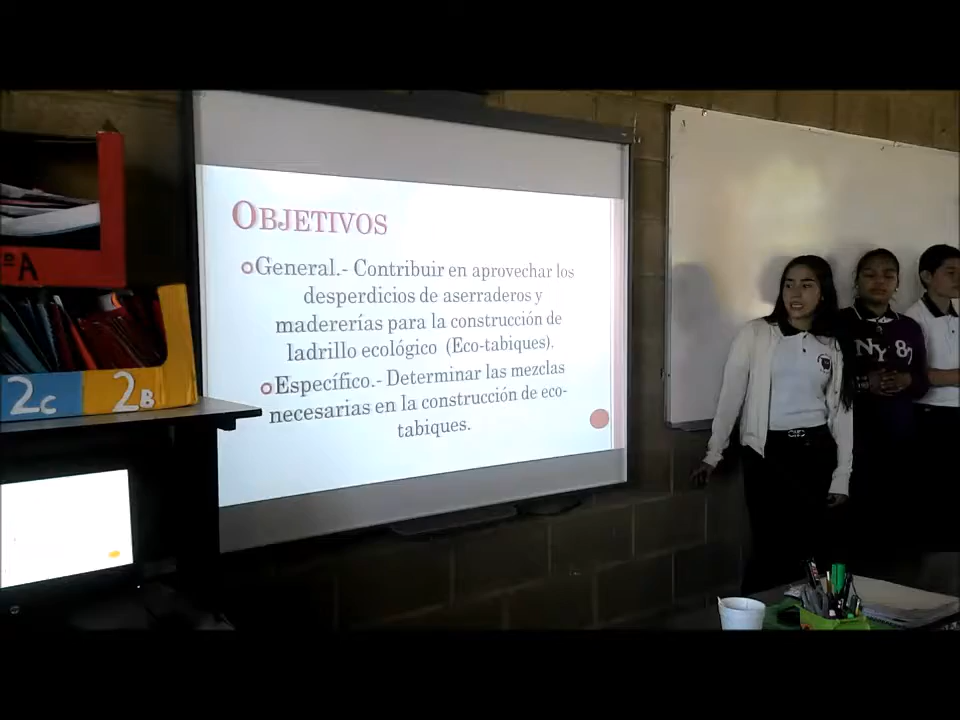 OBJETIVOS
General.- Contribuir en aprovechar los
desperdicios de aserraderos y
madererías para la construcción de
ladrillo ecológico (Eco-tabiques).
Específico.- Determinar las mezclas
necesarias en la construcción de eco-
tabiques.
ºA
2C
2B
NY 87